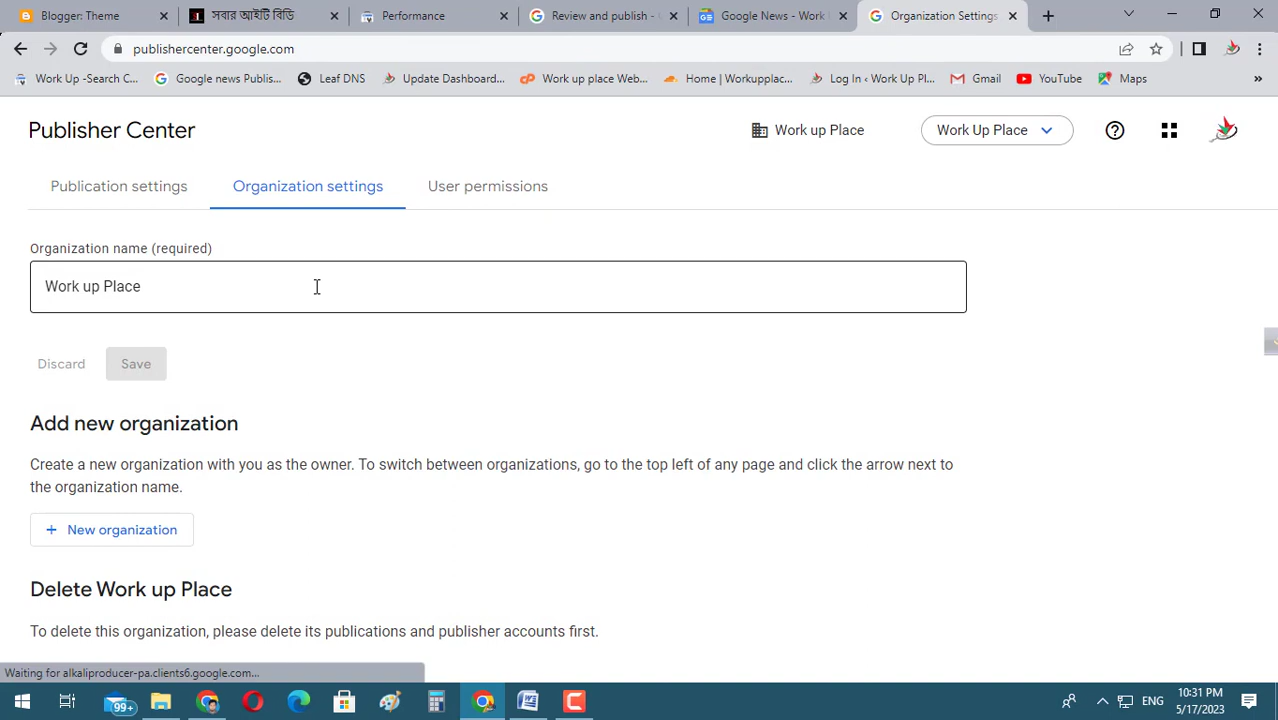 Blogger: Theme
সবার আইটি বিডি
Performance
Review and publish -
Google News - Work
Organization Settings
publishercenter.google.com
Work Up -Search C...
Google news Publis...
Leaf DNS
Update Dashboard...
Work up place Web...
Home | Workupplac...
Log In ‹ Work Up Pl...
Gmail
YouTube
Maps
»
Publisher Center
Work up Place
Work Up Place
Publication settings
Organization settings
User permissions
Organization name (required)
Work up Place
Discard
Save
Add new organization
Create a new organization with you as the owner. To switch between organizations, go to the top left of any page and click the arrow next to
the organization name.
+ New organization
Delete Work up Place
To delete this organization, please delete its publications and publisher accounts first.
Waiting for alkaliproducer-pa.clients6.google.com...
99+
ENG
10:31 PM
5/17/2023